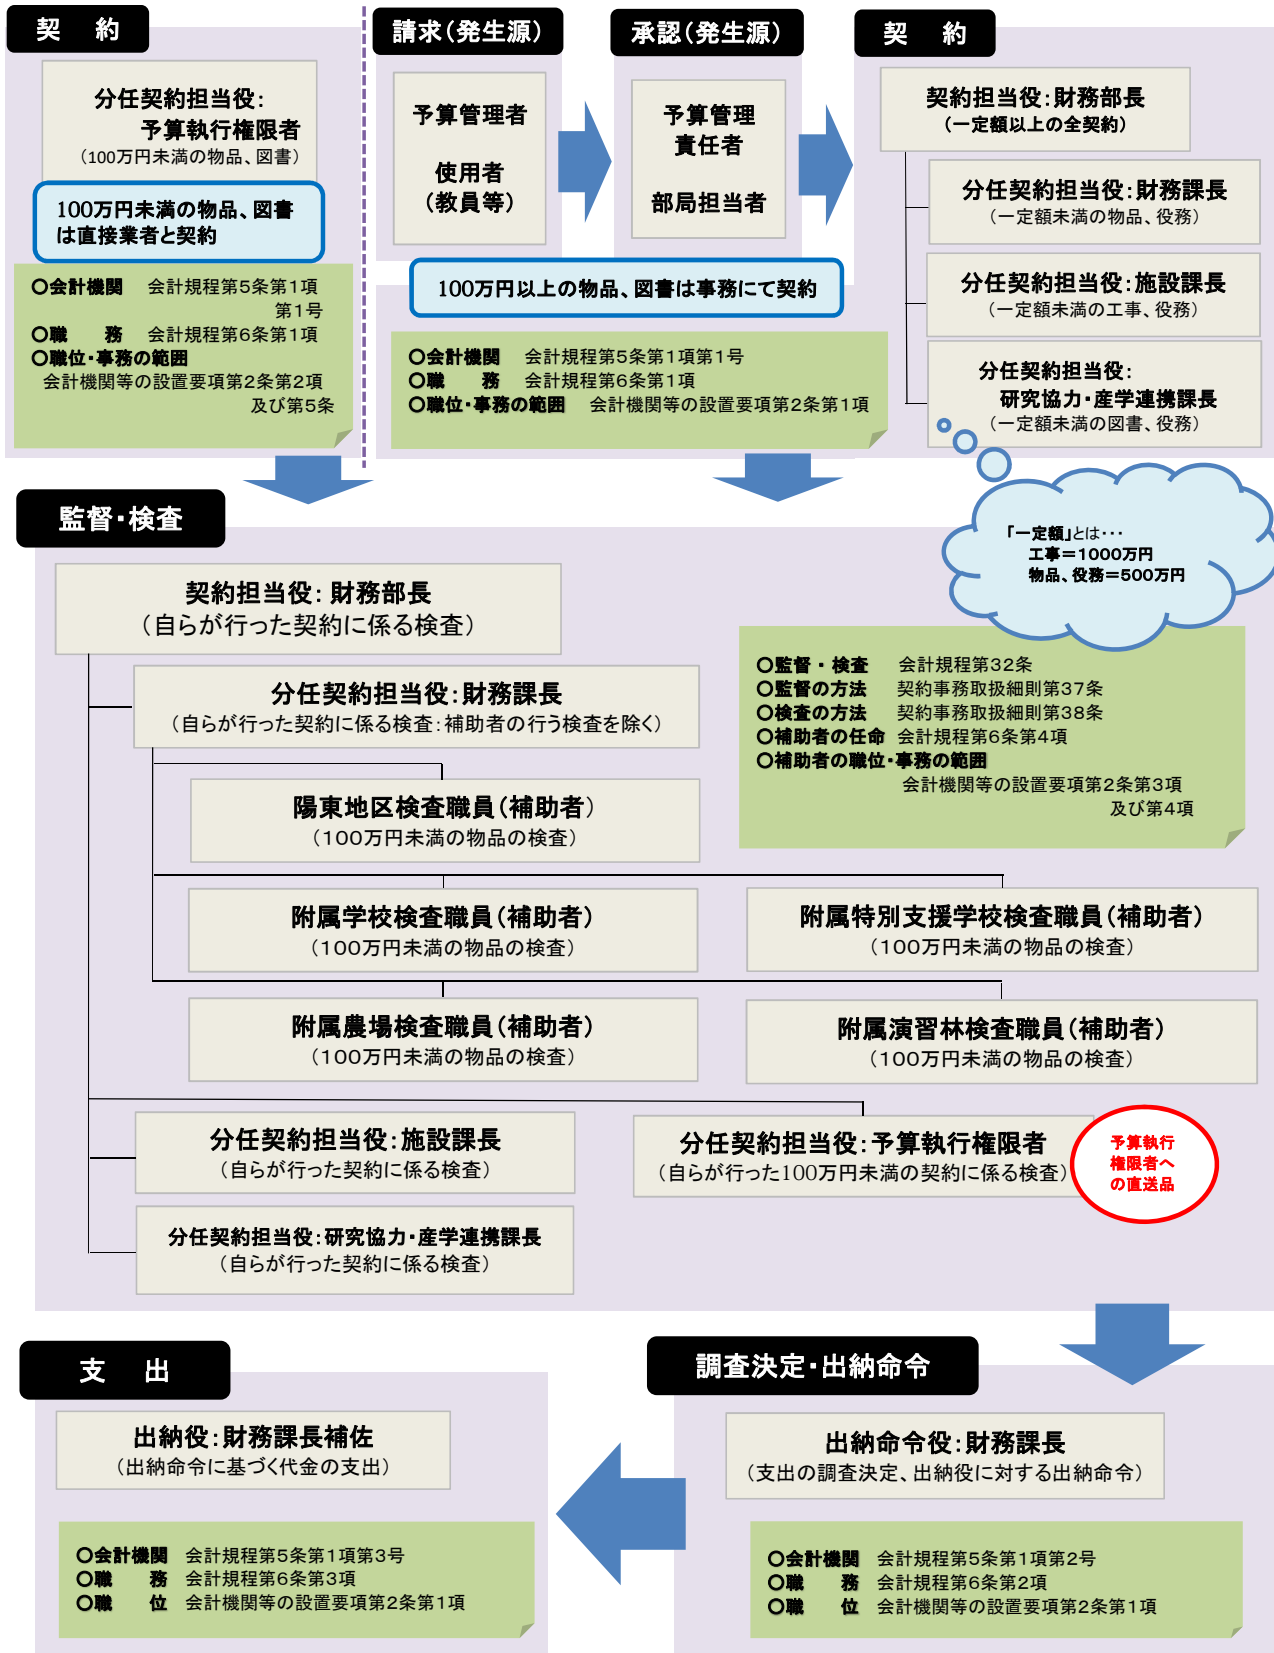 契　約
分任契約担当役：
予算執行権限者
（100万円未満の物品、図書）
100万円未満の物品、図書
は直接業者と契約
○会計機関　会計規程第5条第1項
第1号
○職　務　会計規程第6条第1項
○職位・事務の範囲
会計機関等の設置要項第2条第2項
及び第5条
請求（発生源）
予算管理者
使用者
（教員等）
承認（発生源）
予算管理
責任者
部局担当者
100万円以上の物品、図書は事務にて契約
○会計機関　会計規程第5条第1項第1号
○職　務　会計規程第6条第1項
○職位・事務の範囲　会計機関等の設置要項第2条第1項
契　約
契約担当役：財務部長
（一定額以上の全契約）
分任契約担当役：財務課長
（一定額未満の物品、役務）
分任契約担当役：施設課長
（一定額未満の工事、役務）
分任契約担当役：
研究協力・産学連携課長
（一定額未満の図書、役務）
「一定額」とは・・・
工事＝1000万円
物品、役務＝500万円
監督・検査
契約担当役：財務部長
（自らが行った契約に係る検査）
分任契約担当役：財務課長
（自らが行った契約に係る検査：補助者の行う検査を除く）
○監督・検査　会計規程第32条
○監督の方法　契約事務取扱細則第37条
○検査の方法　契約事務取扱細則第38条
○補助者の任命　会計規程第6条第4項
○補助者の職位・事務の範囲
会計機関等の設置要項第2条第3項
及び第4項
陽東地区検査職員（補助者）
（100万円未満の物品の検査）
附属学校検査職員（補助者）
（100万円未満の物品の検査）
附属特別支援学校検査職員（補助者）
（100万円未満の物品の検査）
附属農場検査職員（補助者）
（100万円未満の物品の検査）
附属演習林検査職員（補助者）
（100万円未満の物品の検査）
分任契約担当役：施設課長
（自らが行った契約に係る検査）
分任契約担当役：予算執行権限者
（自らが行った100万円未満の契約に係る検査）
予算執行
権限者へ
の直送品
分任契約担当役：研究協力・産学連携課長
（自らが行った契約に係る検査）
支　出
出納役：財務課長補佐
（出納命令に基づく代金の支出）
○会計機関　会計規程第5条第1項第3号
○職　務　会計規程第6条第3項
○職　位　会計機関等の設置要項第2条第1項
調査決定・出納命令
出納命令役：財務課長
（支出の調査決定、出納役に対する出納命令）
○会計機関　会計規程第5条第1項第2号
○職　務　会計規程第6条第2項
○職　位　会計機関等の設置要項第2条第1項